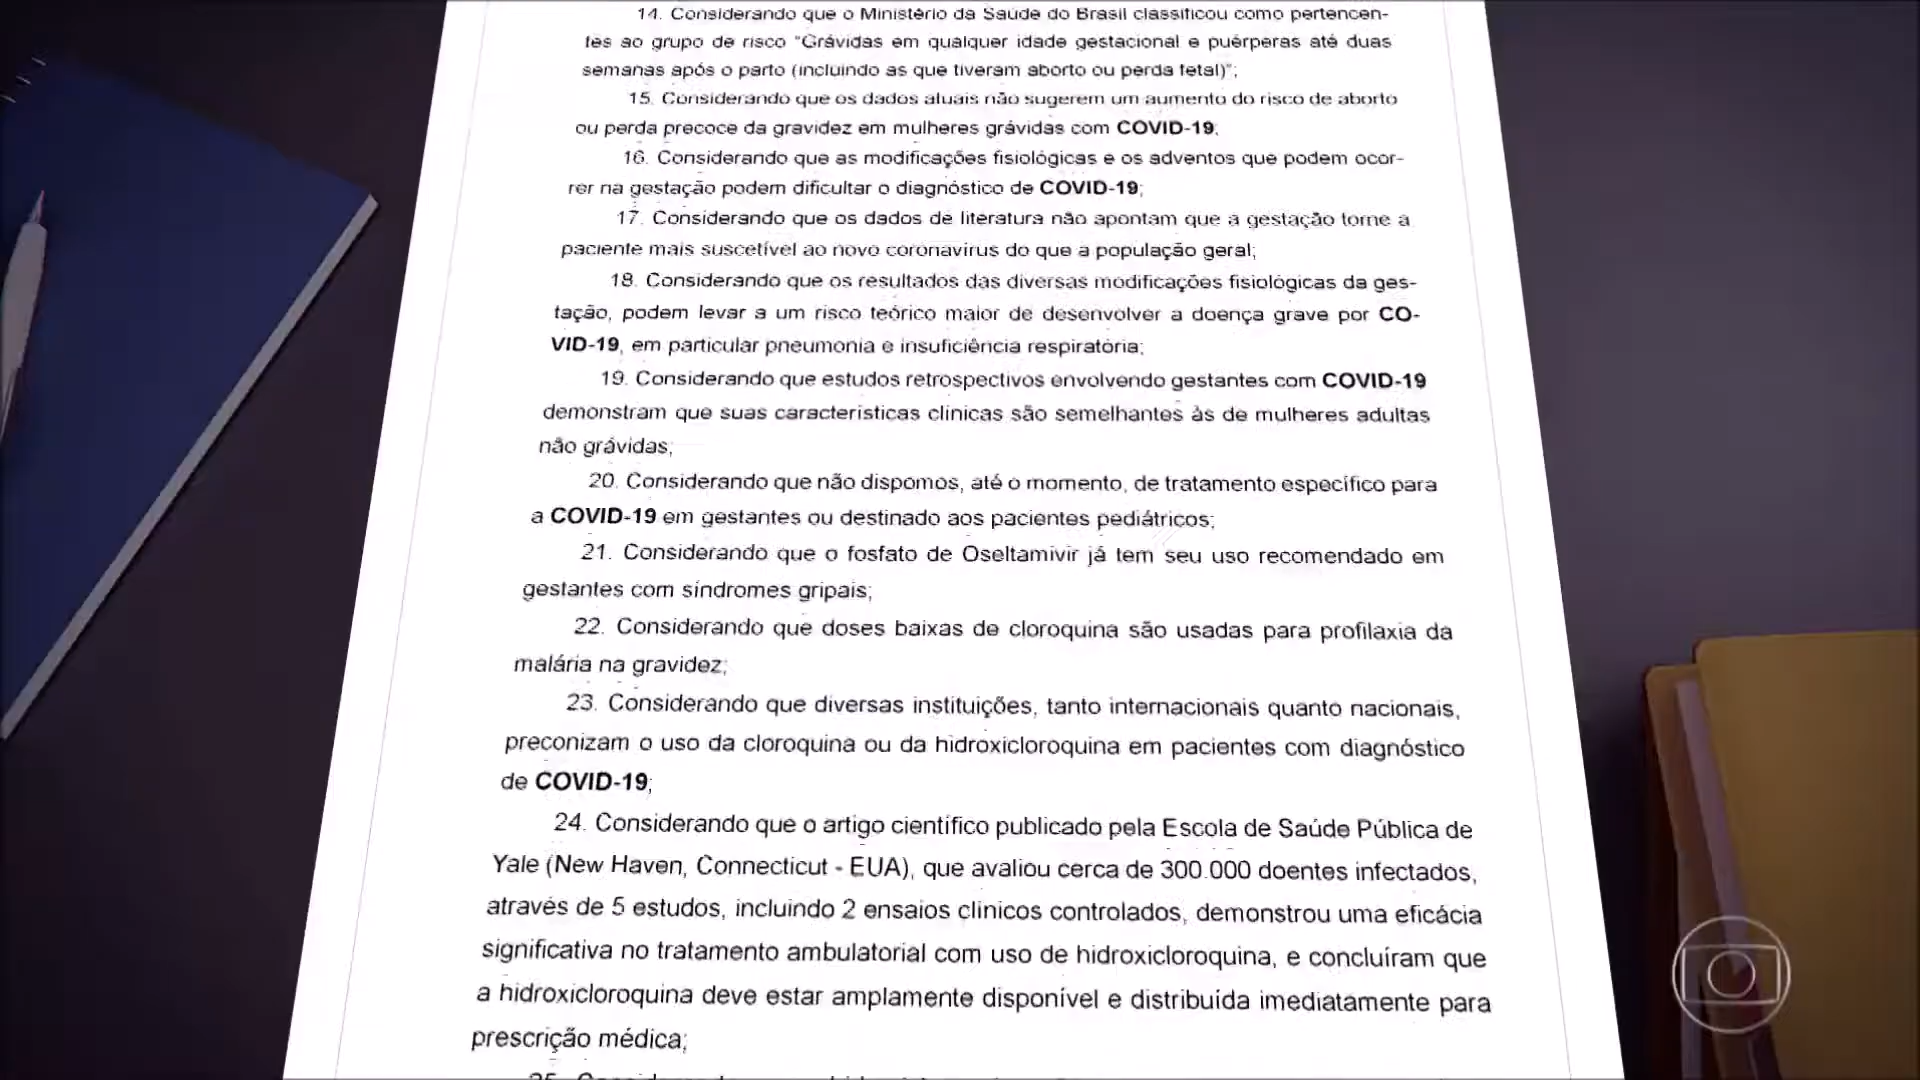 14. Considerando que o Ministério da Saúde do Brasil classificou como pertencen-
tes ao grupo de risco "Grávidas em qualquer idade gestacional e puérperas até duas
semanas após o parto (incluindo as que tiveram aborto ou perda fetal)";
15. Considerando que os dados atuais não sugerem um aumento do risco de aborto
ou perda precoce da gravidez em mulheres grávidas com COVID-19;
16. Considerando que as modificações fisiológicas e os adventos que podem ocor-
rer na gestação podem dificultar o diagnóstico de COVID-19;
17. Considerando que os dados de literatura não apontam que a gestação torne a
paciente mais suscetível ao novo coronavírus do que a população geral;
18. Considerando que os resultados das diversas modificações fisiológicas da ges-
tação, podem levar a um risco teórico maior de desenvolver a doença grave por CO-
VID-19, em particular pneumonia e insuficiência respiratória;
19. Considerando que estudos retrospectivos envolvendo gestantes com COVID-19
demonstram que suas características clínicas são semelhantes às de mulheres adultas
não grávidas;
20. Considerando que não dispomos, até o momento, de tratamento específico para
a COVID-19 em gestantes ou destinado aos pacientes pediátricos;
21. Considerando que o fosfato de Oseltamivir já tem seu uso recomendado em
gestantes com síndromes gripais;
22. Considerando que doses baixas de cloroquina são usadas para profilaxia da
malária na gravidez;
23. Considerando que diversas instituições, tanto internacionais quanto nacionais,
preconizam o uso da cloroquina ou da hidroxicloroquina em pacientes com diagnóstico
de COVID-19;
24. Considerando que o artigo científico publicado pela Escola de Saúde Pública de
Yale (New Haven, Connecticut - EUA), que avaliou cerca de 300.000 doentes infectados,
através de 5 estudos, incluindo 2 ensaios clínicos controlados, demonstrou uma eficácia
significativa no tratamento ambulatorial com uso de hidroxicloroquina, e concluíram que
a hidroxicloroquina deve estar amplamente disponível e distribuída imediatamente para
prescrição médica;